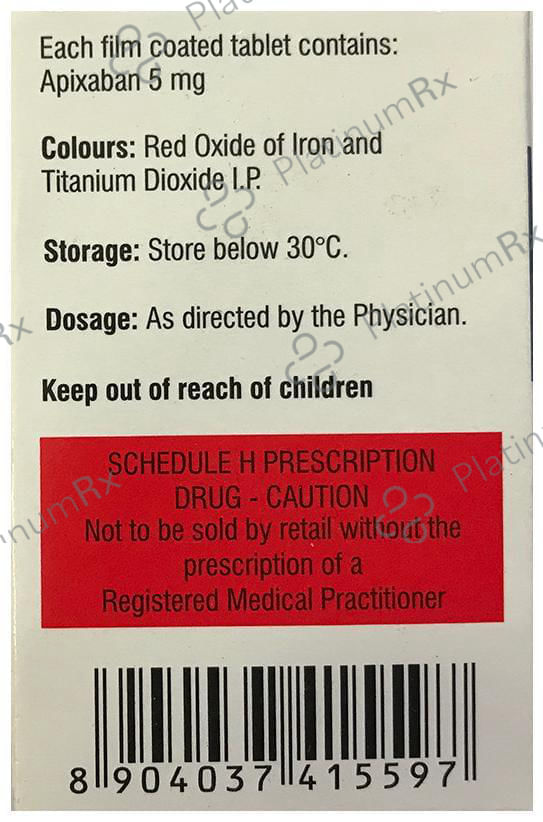 Each film coated tablet contains:
Apixaban 5 mg
Colours: Red Oxide of Iron and
Titanium Dioxide I.P.
Storage: Store below 30°C.
Dosage: As directed by the Physician.
Keep out of reach of children
SCHEDULE H PRESCRIPTION
DRUG - CAUTION
Not to be sold by retail without the
prescription of a
Registered Medical Practitioner
8 904037 415597
PlatinumRx
PlatinumRx
PlatinumRx